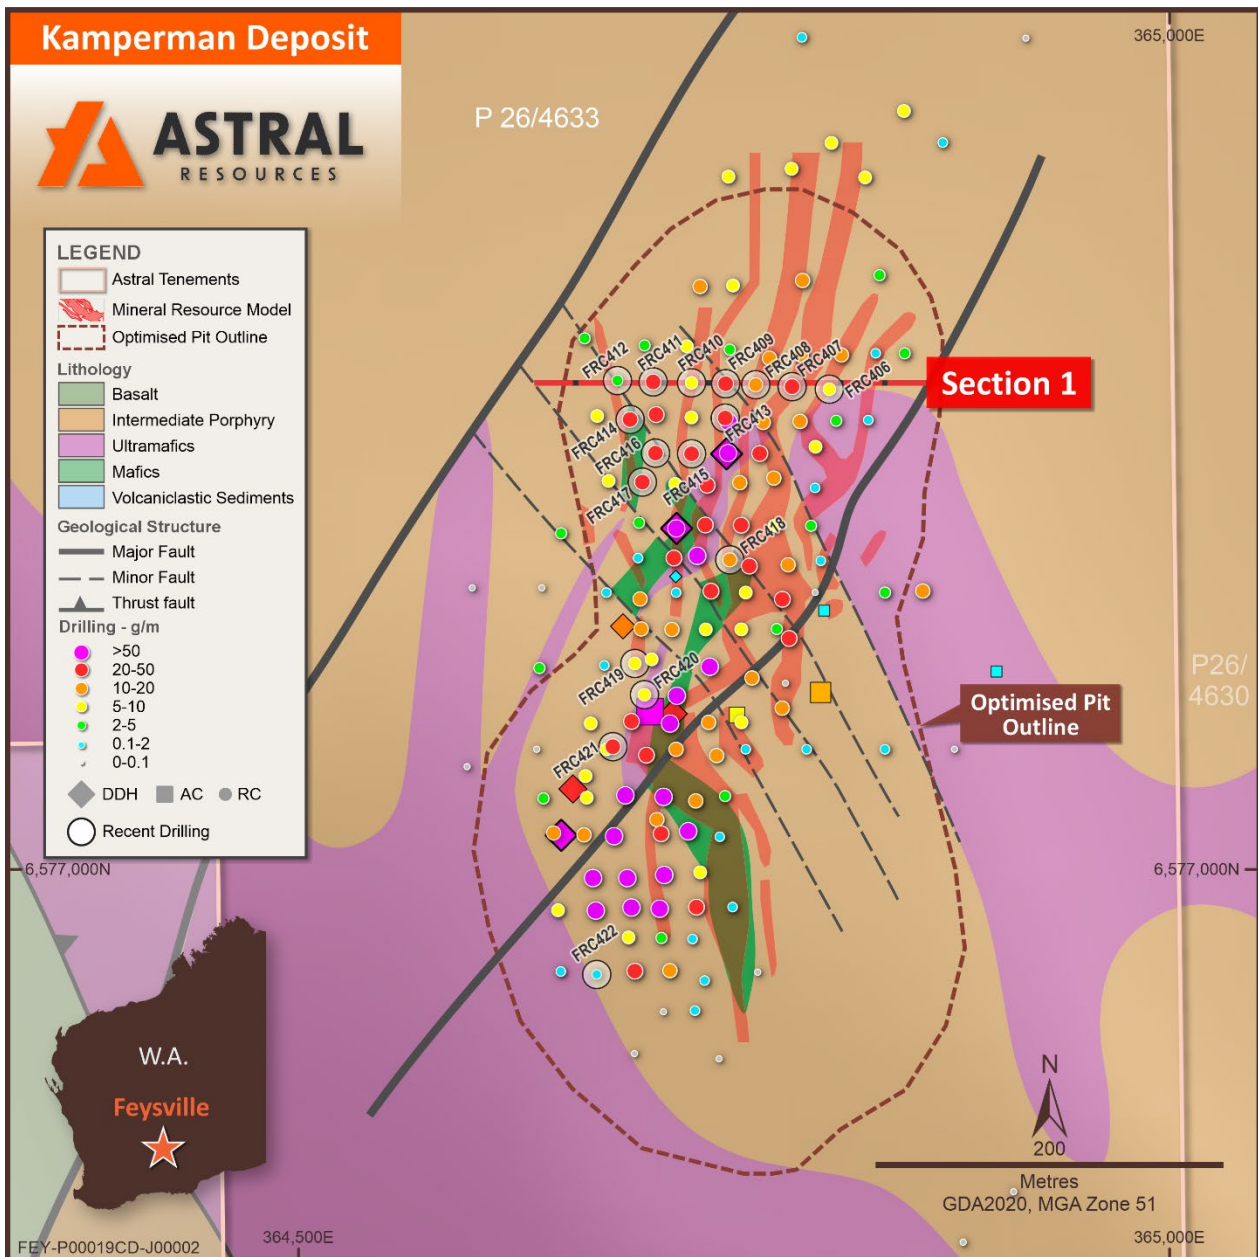 Kamperman Deposit
ASTRAL
RESOURCES
365,000E
P 26/4633
LEGEND
Astral Tenements
Mineral Resource Model
Optimised Pit Outline
Lithology
Basalt
Intermediate Porphyry
Ultramafics
Mafics
Volcaniclastic Sediments
Geological Structure
Major Fault
Minor Fault
Thrust fault
Drilling - g/m
>50
20-50
10-20
5-10
2-5
0.1-2
0-0.1
DDH
AC
RC
Recent Drilling
FRC412
FRC411
FRC410
FRC409
FRC408
FRC407
FRC406
Section 1
FRC414
FRC413
FRC416
FRC415
FRC417
FRC418
FRC419
FRC420
FRC421
FRC422
P26/
4630
Optimised Pit
Outline
6,577,000N
6,577,000N
W.A.
Feysville
N
200
Metres
GDA2020, MGA Zone 51
FEY-P00019CD-J00002
364,500E
365,000E